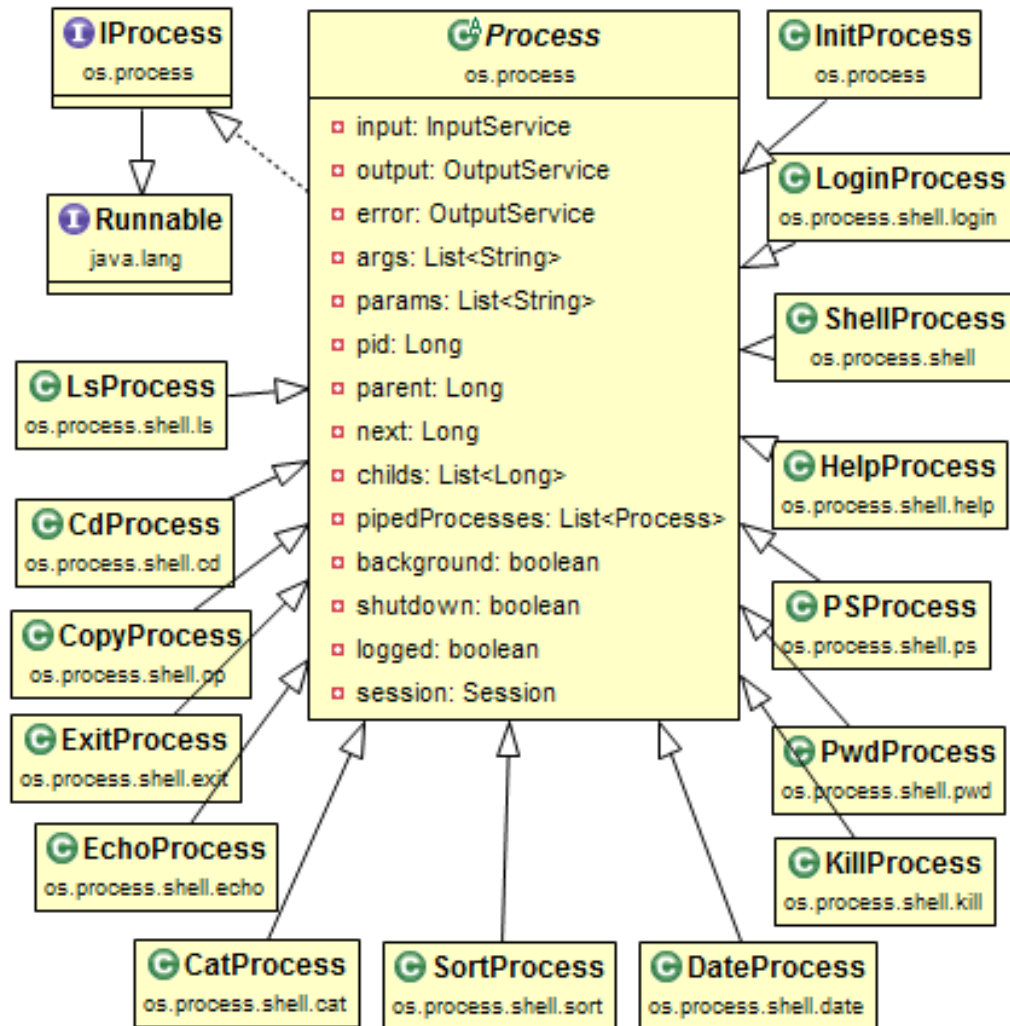 IProcess
os.process
Runnable
java.lang
Process
os.process
input: InputService
output: OutputService
error: OutputService
args: List<String>
params: List<String>
pid: Long
parent: Long
next: Long
childs: List<Long>
pipedProcesses: List<Process>
background: boolean
shutdown: boolean
logged: boolean
session: Session
InitProcess
os.process
LoginProcess
os.process.shell.login
ShellProcess
os.process.shell
HelpProcess
os.process.shell.help
PSProcess
os.process.shell.ps
PwdProcess
os.process.shell.pwd
KillProcess
os.process.shell.kill
LsProcess
os.process.shell.ls
CdProcess
os.process.shell.cd
CopyProcess
os.process.shell.cp
ExitProcess
os.process.shell.exit
EchoProcess
os.process.shell.echo
CatProcess
os.process.shell.cat
SortProcess
os.process.shell.sort
DateProcess
os.process.shell.date